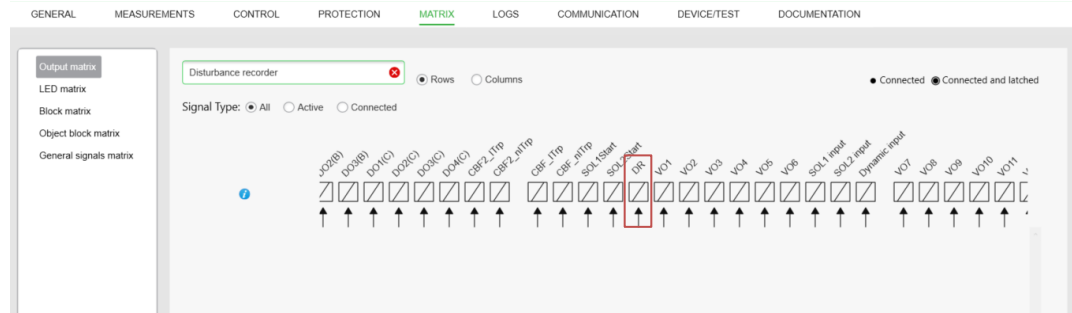 GENERAL MEASUREMENTS CONTROL PROTECTION MATRIX LOGS COMMUNICATION DEVICE/TEST DOCUMENTATION
Output matrix
LED matrix
Block matrix
Object block matrix
General signals matrix
Disturbance recorder
Rows Columns
Connected Connected and latched
Signal Type: All Active Connected
DO2(B) DO3(B) DO1(C) DO2(C) DO3(C) DO4(C) CBF2_ITrp CBF2_nITrp CBF_ITrp CBF_nITrp SOL1Start SOL2Start DR VO1 VO2 VO3 VO4 VO5 VO6 SOL1 input SOL2 input Dynamic input VO7 VO8 VO9 VO10 VO11